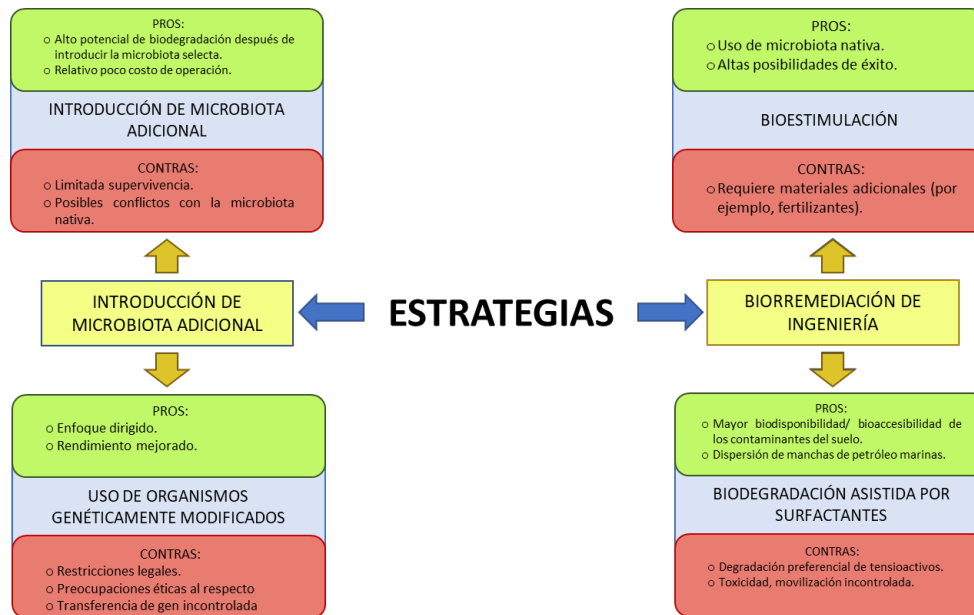 PROS:
o Alto potencial de biodegradación después de
introducir la microbiota selecta.
o Relativo poco costo de operación.
INTRODUCCIÓN DE MICROBIOTA
ADICIONAL
CONTRAS:
o Limitada supervivencia.
o Posibles conflictos con la microbiota
nativa.
PROS:
o Uso de microbiota nativa.
o Altas posibilidades de éxito.
BIOESTIMULACIÓN
CONTRAS:
o Requiere materiales adicionales (por
ejemplo, fertilizantes).
INTRODUCCIÓN DE
MICROBIOTA ADICIONAL
ESTRATEGIAS
BIORREMEDIACIÓN DE
INGENIERÍA
PROS:
o Enfoque dirigido.
o Rendimiento mejorado.
USO DE ORGANISMOS
GENÉTICAMENTE MODIFICADOS
CONTRAS:
o Restricciones legales.
o Preocupaciones éticas al respecto
o Transferencia de gen incontrolada
PROS:
o Mayor biodisponibilidad/ bioaccesibilidad de
los contaminantes del suelo.
o Dispersión de manchas de petróleo marinas.
BIODEGRADACIÓN ASISTIDA POR
SURFACTANTES
CONTRAS:
o Degradación preferencial de tensioactivos.
o Toxicidad, movilización incontrolada.